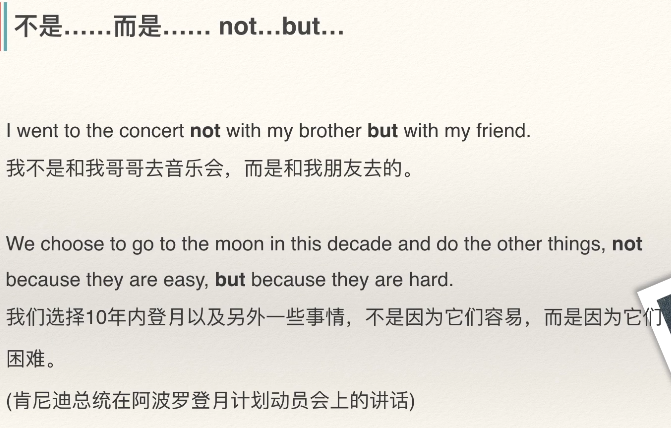 不是……而是…… not…but…
I went to the concert not with my brother but with my friend.
我不是和我哥哥去音乐会，而是和我朋友去的。
We choose to go to the moon in this decade and do the other things, not
because they are easy, but because they are hard.
我们选择10年内登月以及另外一些事情，不是因为它们容易，而是因为它们
困难。
(肯尼迪总统在阿波罗登月计划动员会上的讲话)